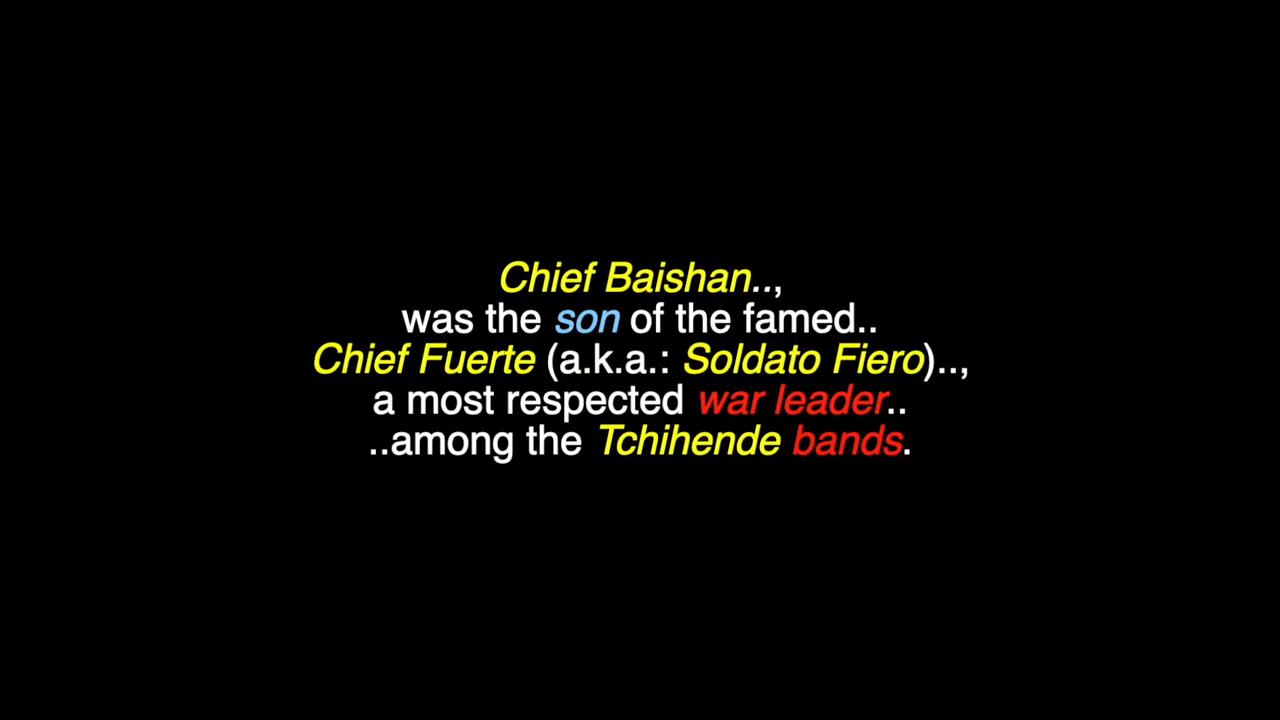 Chief Baishan..,
was the son of the famed..
Chief Fuerte (a.k.a.: Soldato Fiero)..,
a most respected war leader..
..among the Tchihende bands.